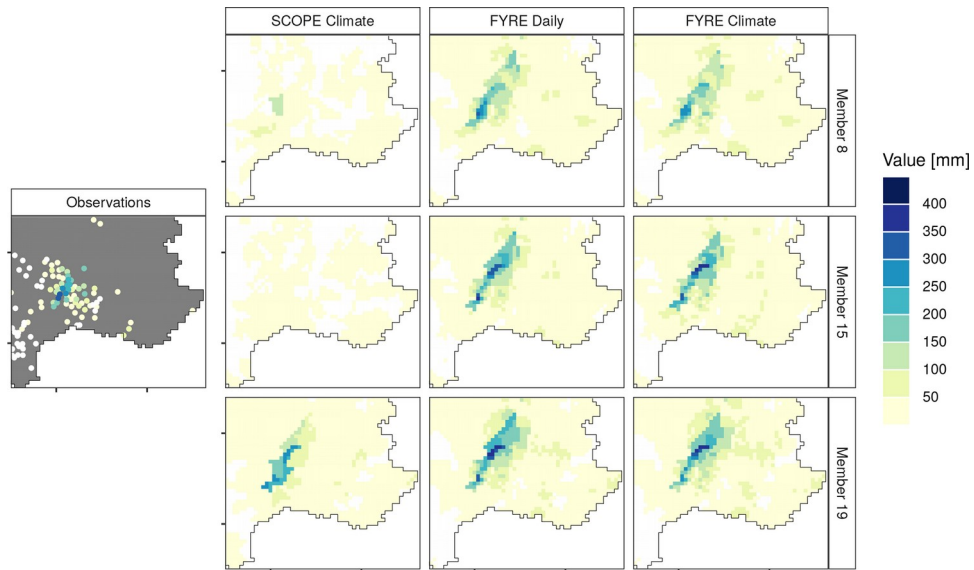 SCOPE Climate
FYRE Daily
FYRE Climate
Member 8
Observations
Member 15
Member 19
Value [mm]
400
350
300
250
200
150
100
50